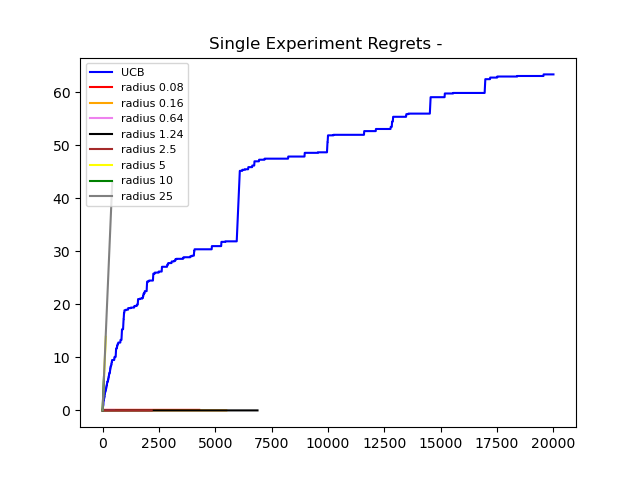 Single Experiment Regrets -
UCB
radius 0.08
radius 0.16
radius 0.64
radius 1.24
radius 2.5
radius 5
radius 10
radius 25
60
50
40
30
20
10
0
0 2500 5000 7500 10000 12500 15000 17500 20000